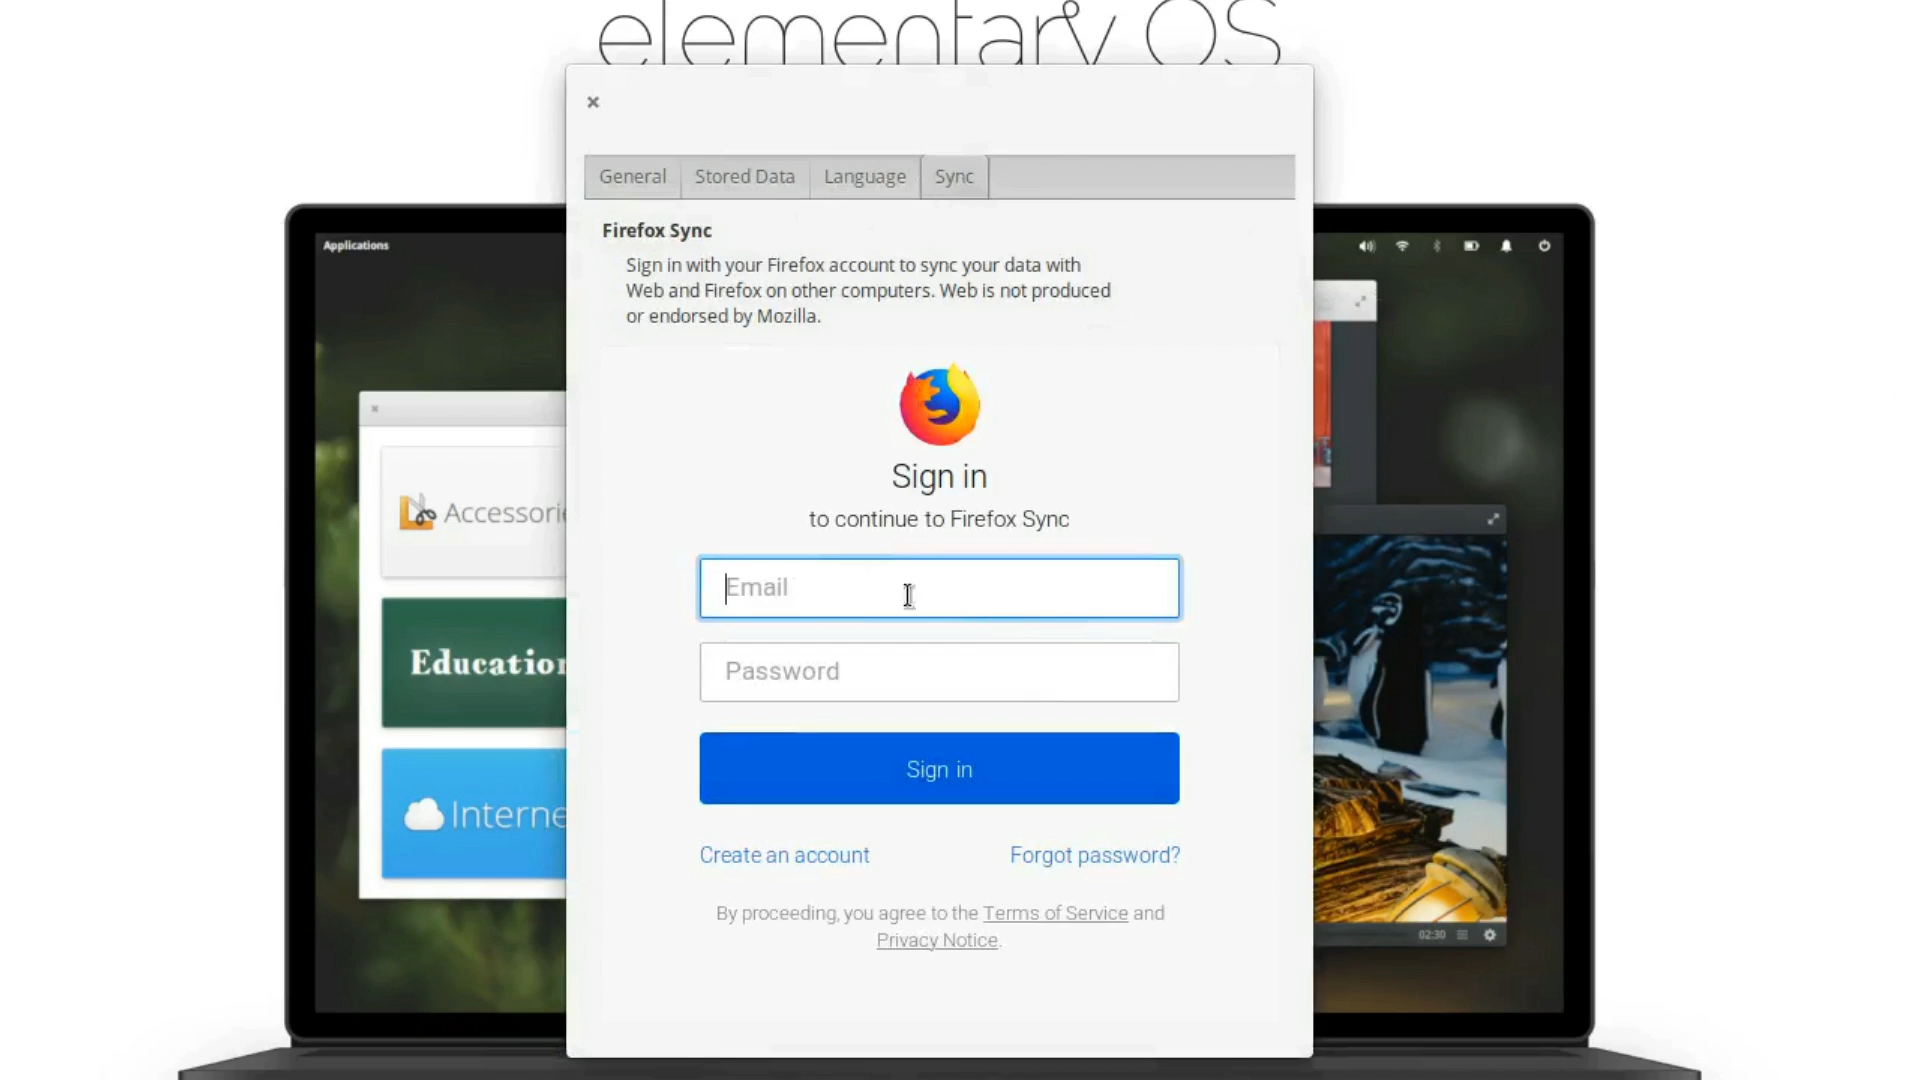 elementary OS
General Stored Data Language Sync
Firefox Sync
Applications
Sign in with your Firefox account to sync your data with
Web and Firefox on other computers. Web is not produced
or endorsed by Mozilla.
Sign in
to continue to Firefox Sync
Accessorie
Email
Education
Password
Sign in
Interne
Create an account
Forgot password?
By proceeding, you agree to the Terms of Service and
Privacy Notice.
02:30